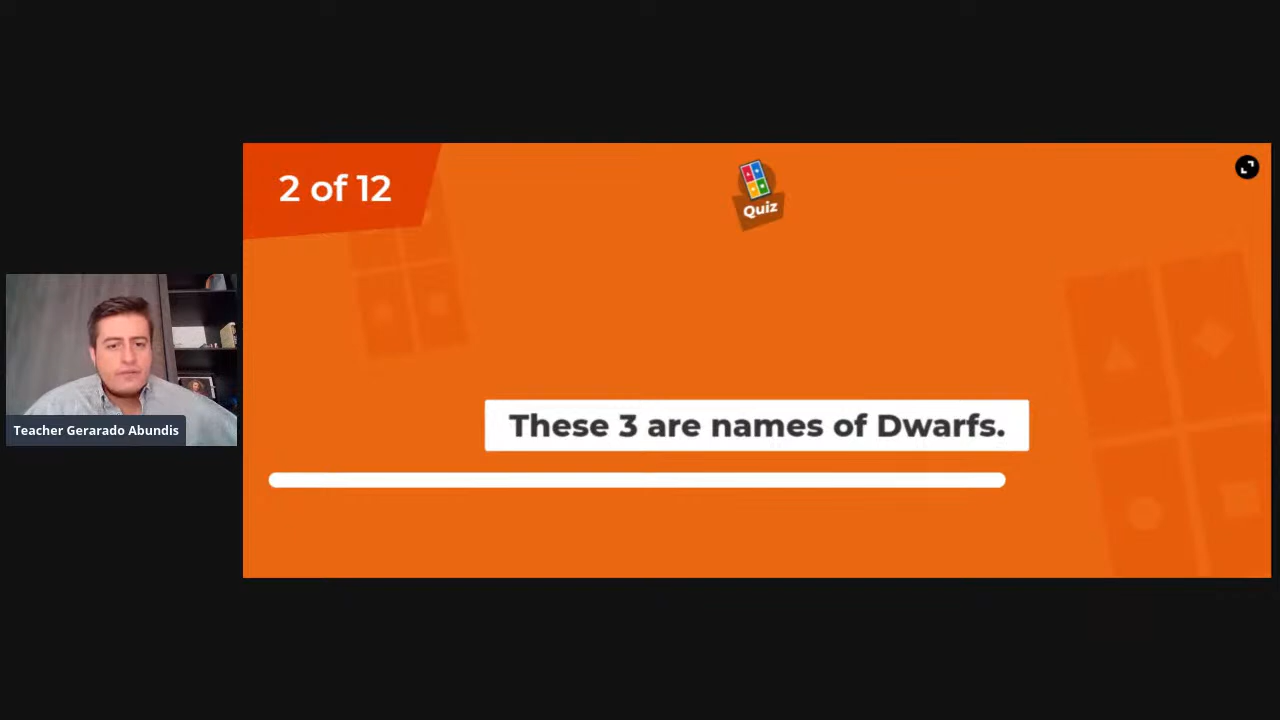 2 of 12
Quiz
These 3 are names of Dwarfs.
Teacher Gerarado Abundis